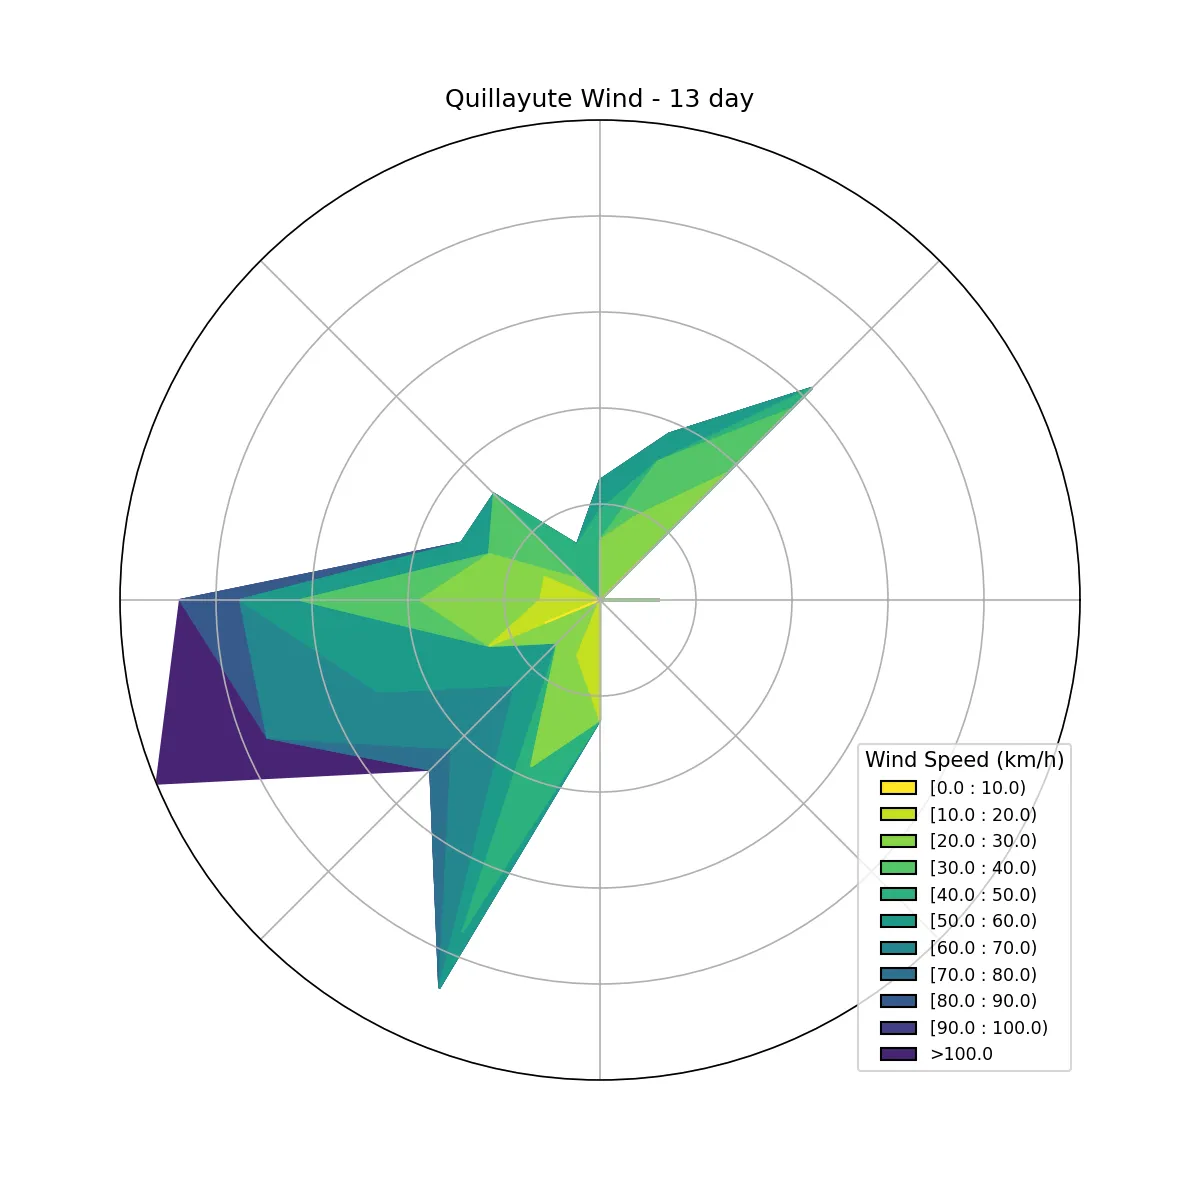 Quillayute Wind - 13 day
Wind Speed (km/h)
[0.0 : 10.0)
[10.0 : 20.0)
[20.0 : 30.0)
[30.0 : 40.0)
[40.0 : 50.0)
[50.0 : 60.0)
[60.0 : 70.0)
[70.0 : 80.0)
[80.0 : 90.0)
[90.0 : 100.0)
>100.0